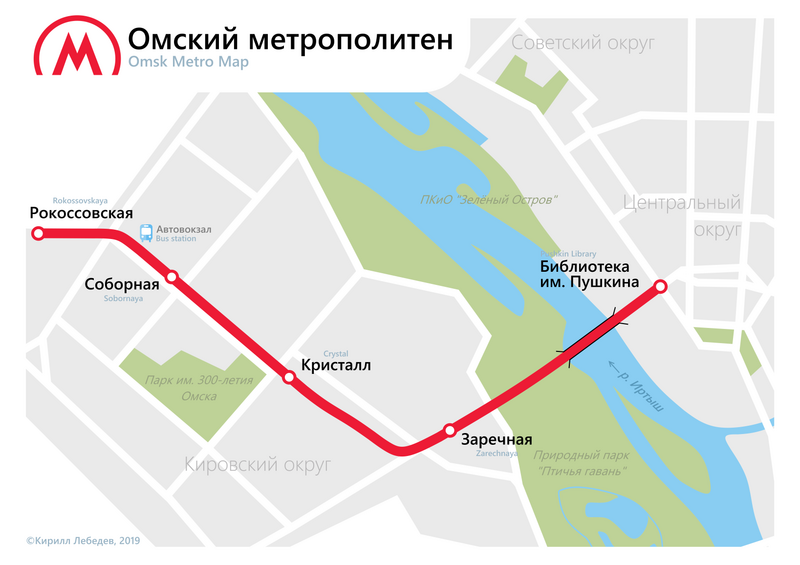 Омский метрополитен
Omsk Metro Map
Советский округ
ПКиО "Зелёный Остров"
Центральный
округ
Rokossovskaya
Рокоссовская
Автовокзал
Bus station
Соборная
Sobornaya
Pushkin Library
Библиотека
им. Пушкина
Crystal
Кристалл
Парк им. 300-летия
Омска
р. Иртыш
Заречная
Zarechnaya
Кировский округ
Природный парк
"Птичья гавань"
©Кирилл Лебедев, 2019